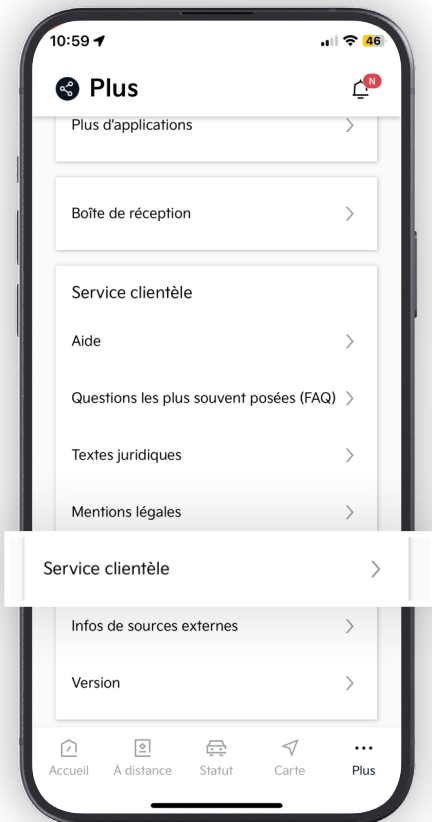 10:59
46
Plus
N
Plus d'applications
Boîte de réception
Service clientèle
Aide
Questions les plus souvent posées (FAQ)
Textes juridiques
Mentions légales
Service clientèle
Infos de sources externes
Version
Accueil À distance Statut Carte Plus